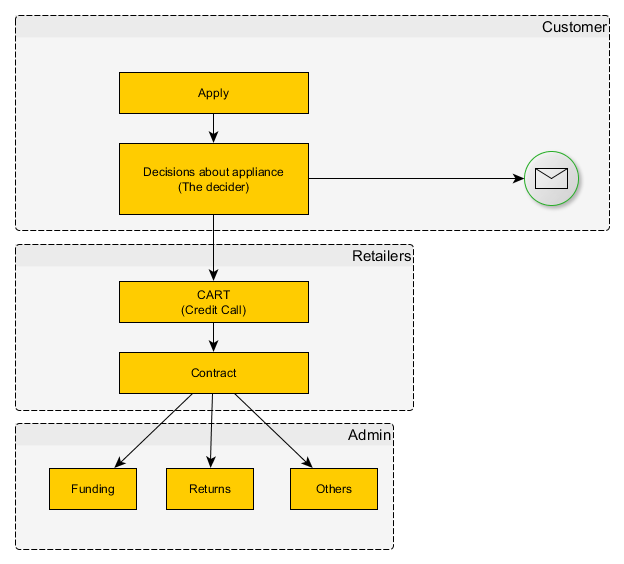 Customer
Apply
Decisions about appliance
(The decider)
Retailers
CART
(Credit Call)
Contract
Admin
Funding
Returns
Others